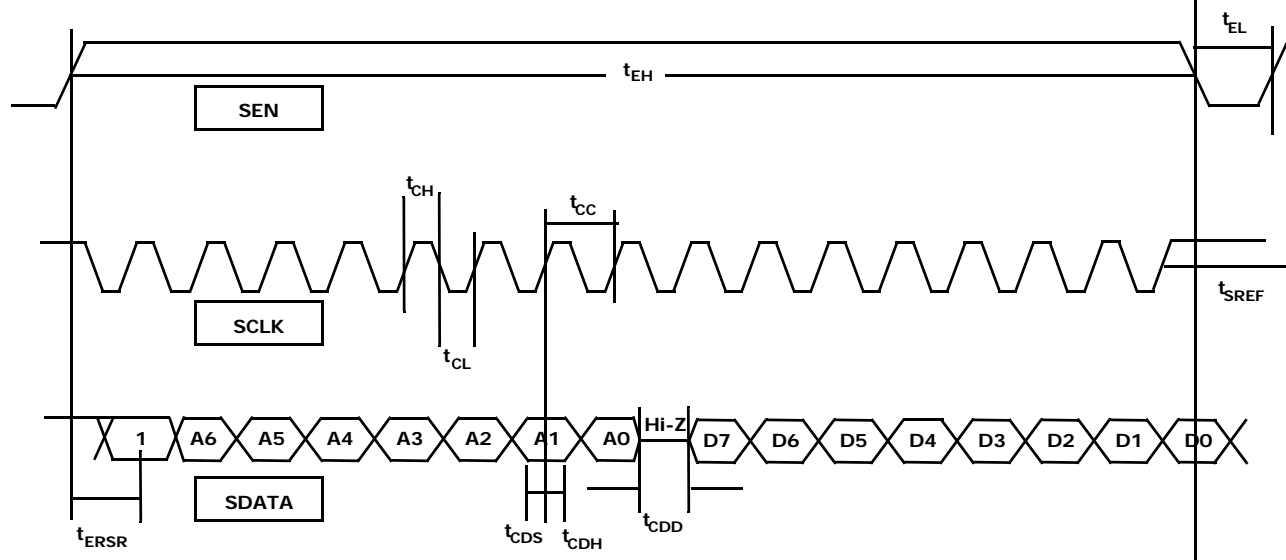 tEL
tEH
SEN
tCH
tCC
SCLK
tCL
tSREF
1 A6 A5 A4 A3 A2 A1 A0 Hi-Z D7 D6 D5 D4 D3 D2 D1 D0
SDATA
tERSR
tCDS
tCDH
tCDD